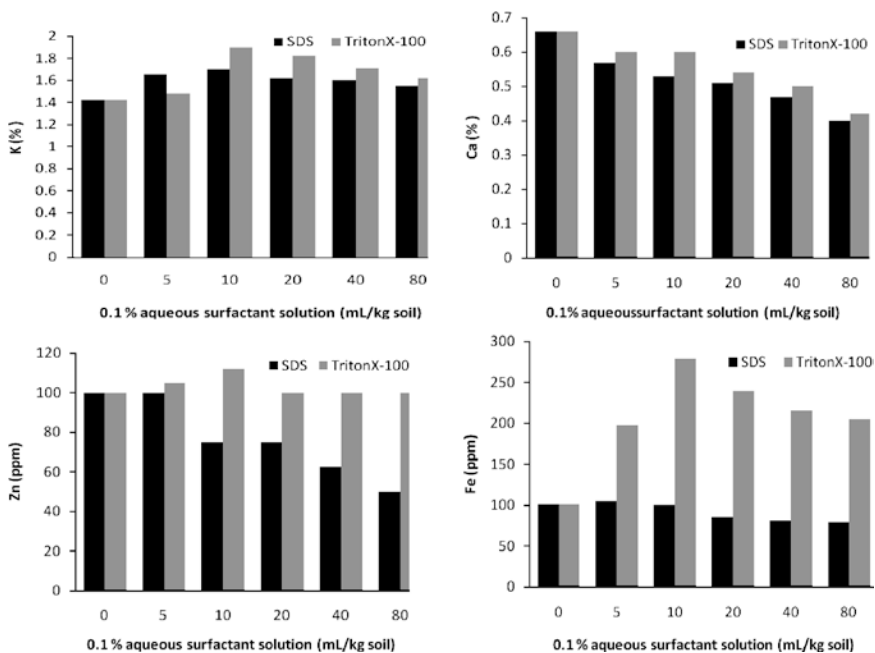 2
1.8
1.6
1.4
1.2
1
0.8
0.6
0.4
0.2
0
K (%)
SDS TritonX-100
0 5 10 20 40 80
0.1% aqueous surfactant solution (mL/kg soil)
0.7
0.6
0.5
0.4
0.3
0.2
0.1
0
Ca (%)
SDS TritonX-100
0 5 10 20 40 80
0.1% aqueoussurfactant solution (mL/kg soil)
120
100
80
60
40
20
0
Zn (ppm)
SDS TritonX-100
0 5 10 20 40 80
0.1% aqueous surfactant solution (mL/kg soil)
300
250
200
150
100
50
0
Fe (ppm)
SDS TritonX-100
0 5 10 20 40 80
0.1% aqueous surfactant solution (mL/kg soil)